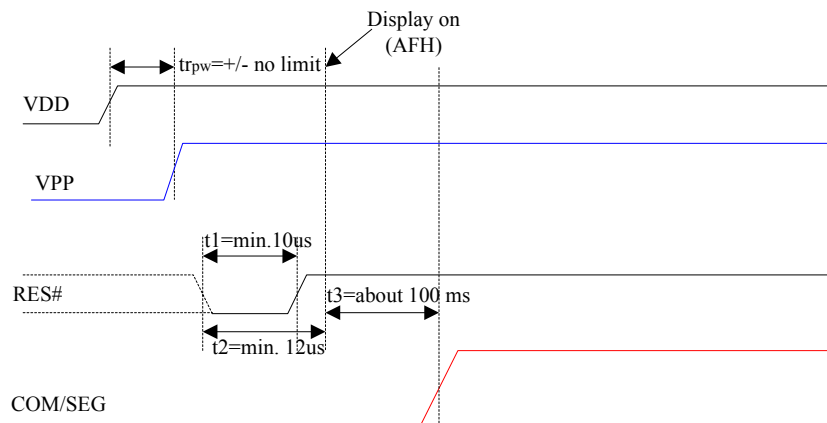 Display on
(AFH)
trpw=+/- no limit
VDD
VPP
t1=min.10us
RES#
t3=about 100 ms
t2=min. 12us
COM/SEG